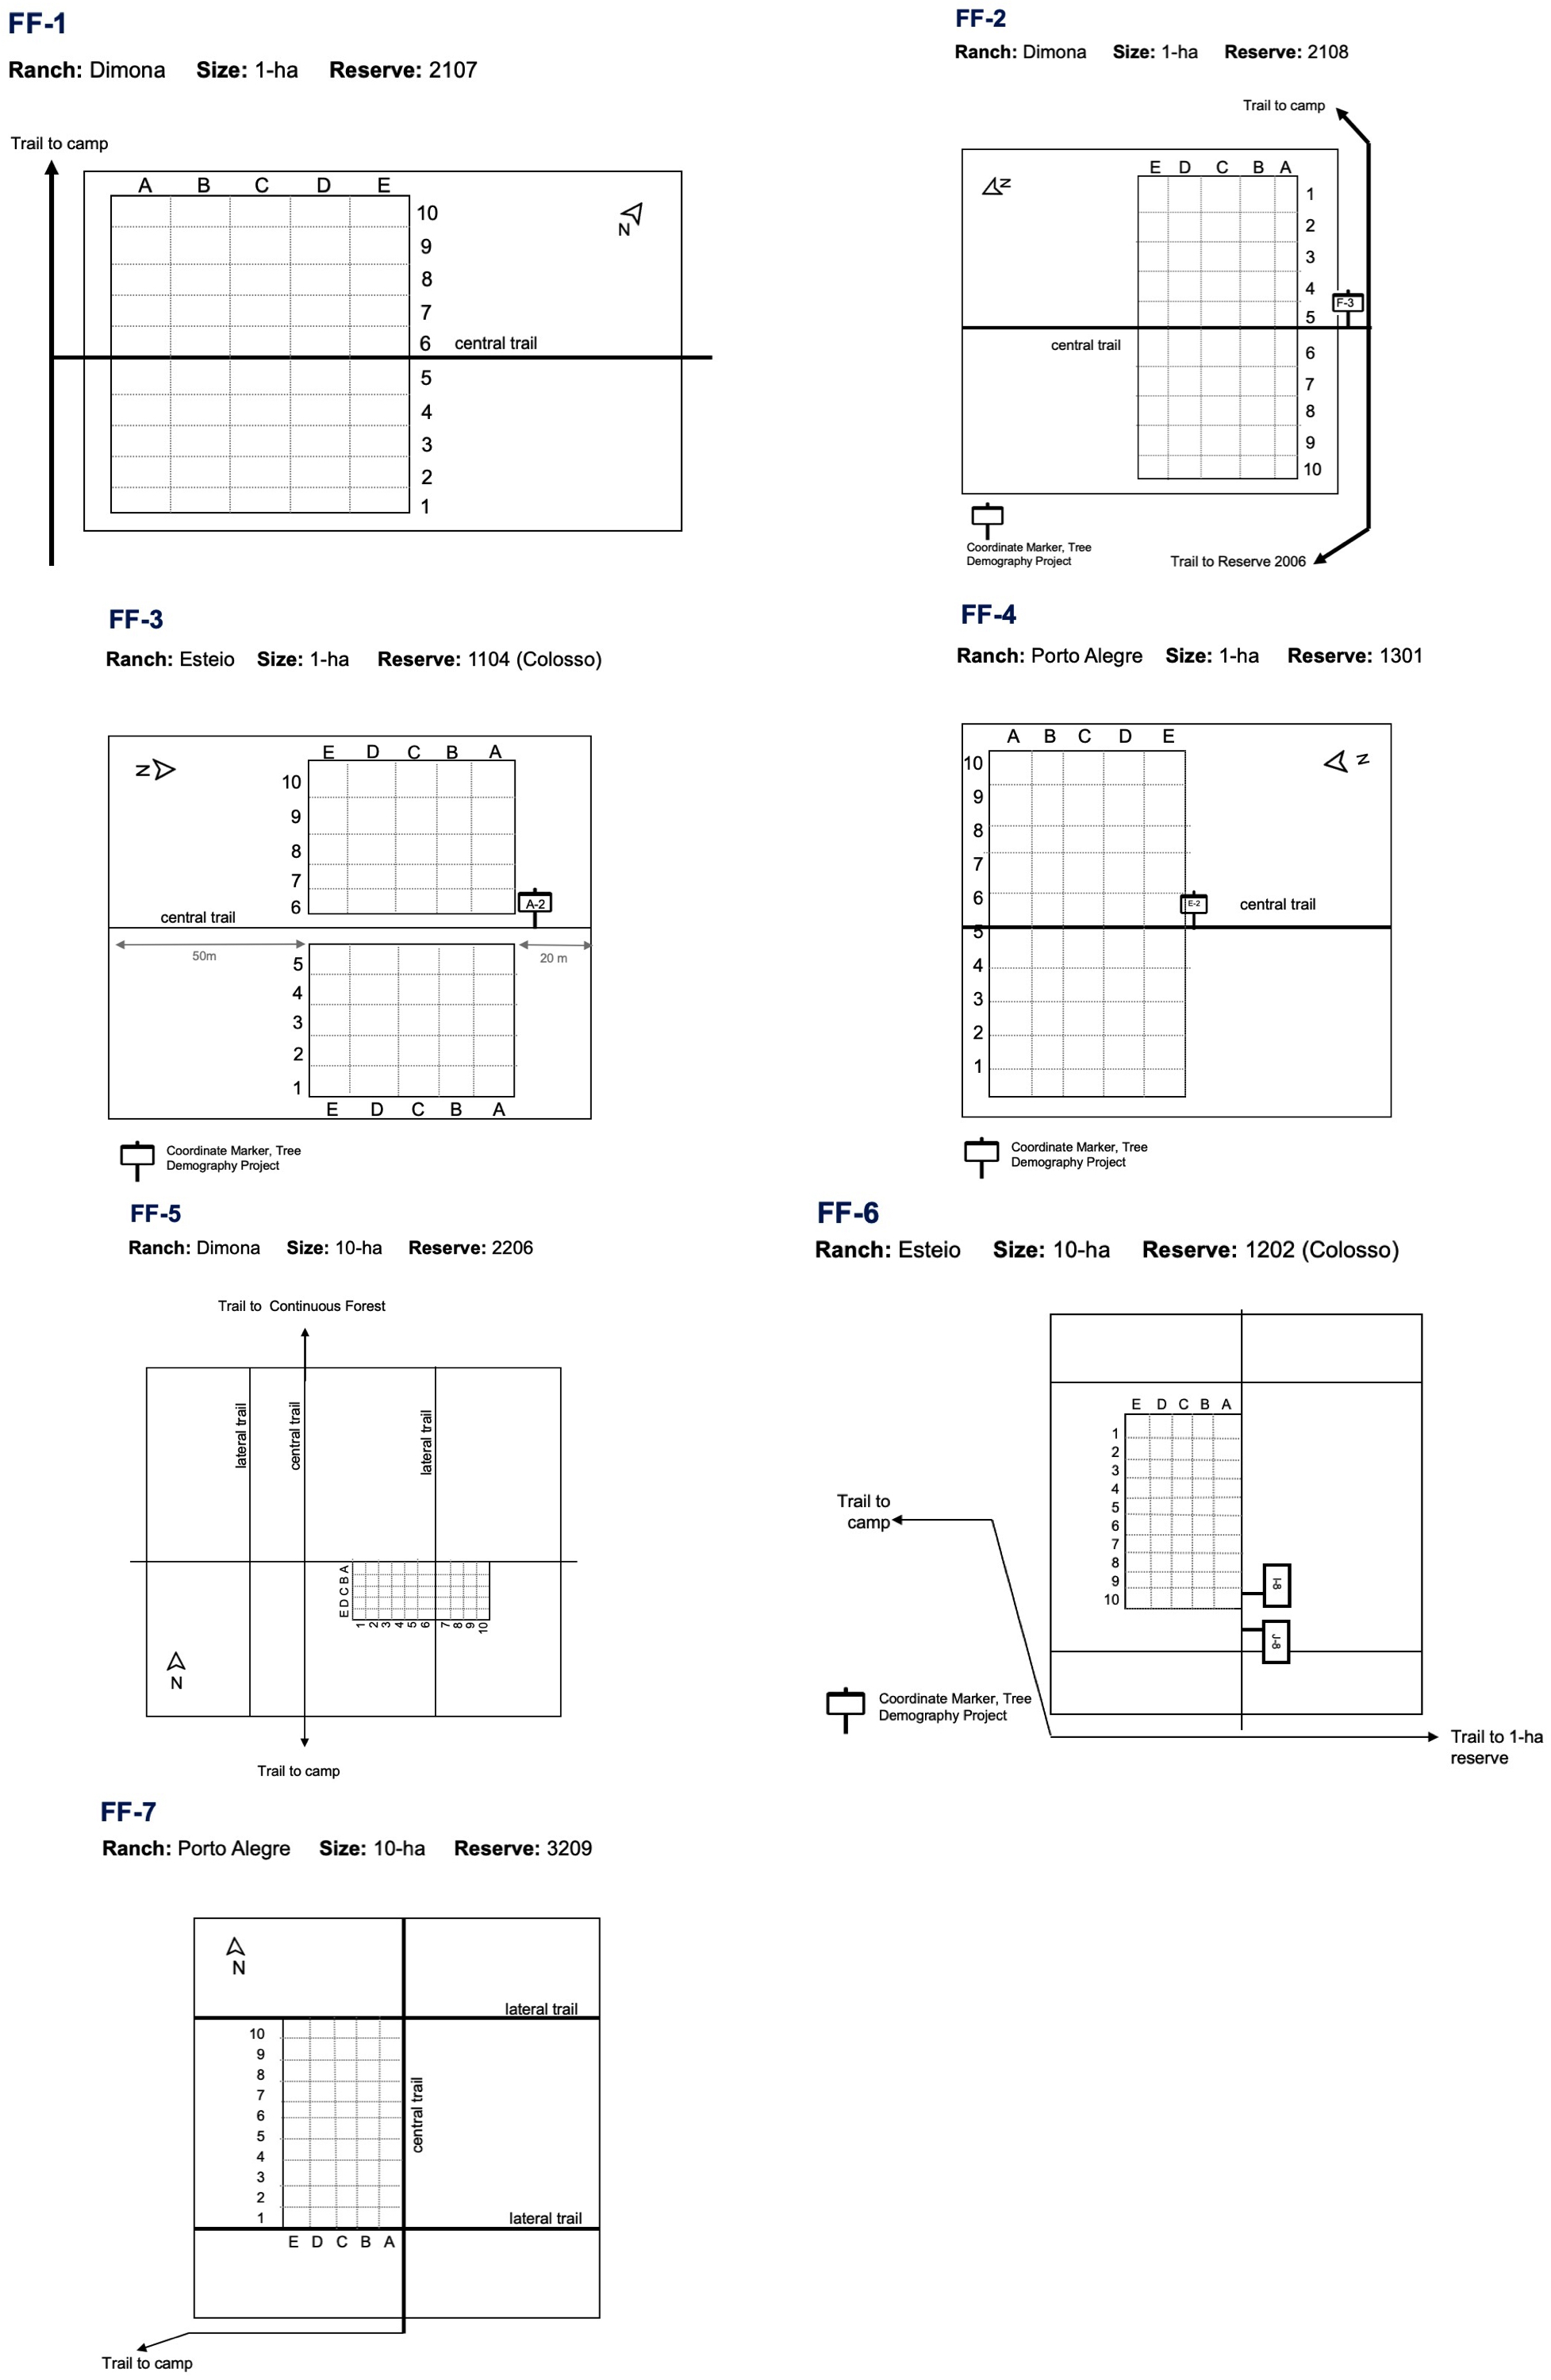 FF-1
Ranch: Dimona Size: 1-ha Reserve: 2107
Trail to camp
A B C D E
10
9
8
7
6 central trail
5
4
3
2
1
N
FF-2
Ranch: Dimona Size: 1-ha Reserve: 2108
Trail to camp
N
E D C B A
1
2
3
4
F-3
5
central trail
6
7
8
9
10
Coordinate Marker, Tree
Demography Project
Trail to Reserve 2006
FF-3
Ranch: Esteio Size: 1-ha Reserve: 1104 (Colosso)
N
E D C B A
10
9
8
7
6
A-2
central trail
50m
20 m
5
4
3
2
1
E D C B A
Coordinate Marker, Tree
Demography Project
FF-4
Ranch: Porto Alegre Size: 1-ha Reserve: 1301
A B C D E
N
10
9
8
7
6
E-2
central trail
5
4
3
2
1
Coordinate Marker, Tree
Demography Project
FF-5
Ranch: Dimona Size: 10-ha Reserve: 2206
Trail to Continuous Forest
lateral trail
central trail
lateral trail
E D C B A
1 2 3 4 5 6 7 8 9 10
N
Trail to camp
FF-6
Ranch: Esteio Size: 10-ha Reserve: 1202 (Colosso)
E D C B A
1
2
3
4
5
6
7
8
9
10
Trail to
camp
I-8
J-8
Coordinate Marker, Tree
Demography Project
Trail to 1-ha
reserve
FF-7
Ranch: Porto Alegre Size: 10-ha Reserve: 3209
N
lateral trail
10
9
8
7
6
5
4
3
2
1
central trail
lateral trail
E D C B A
Trail to camp